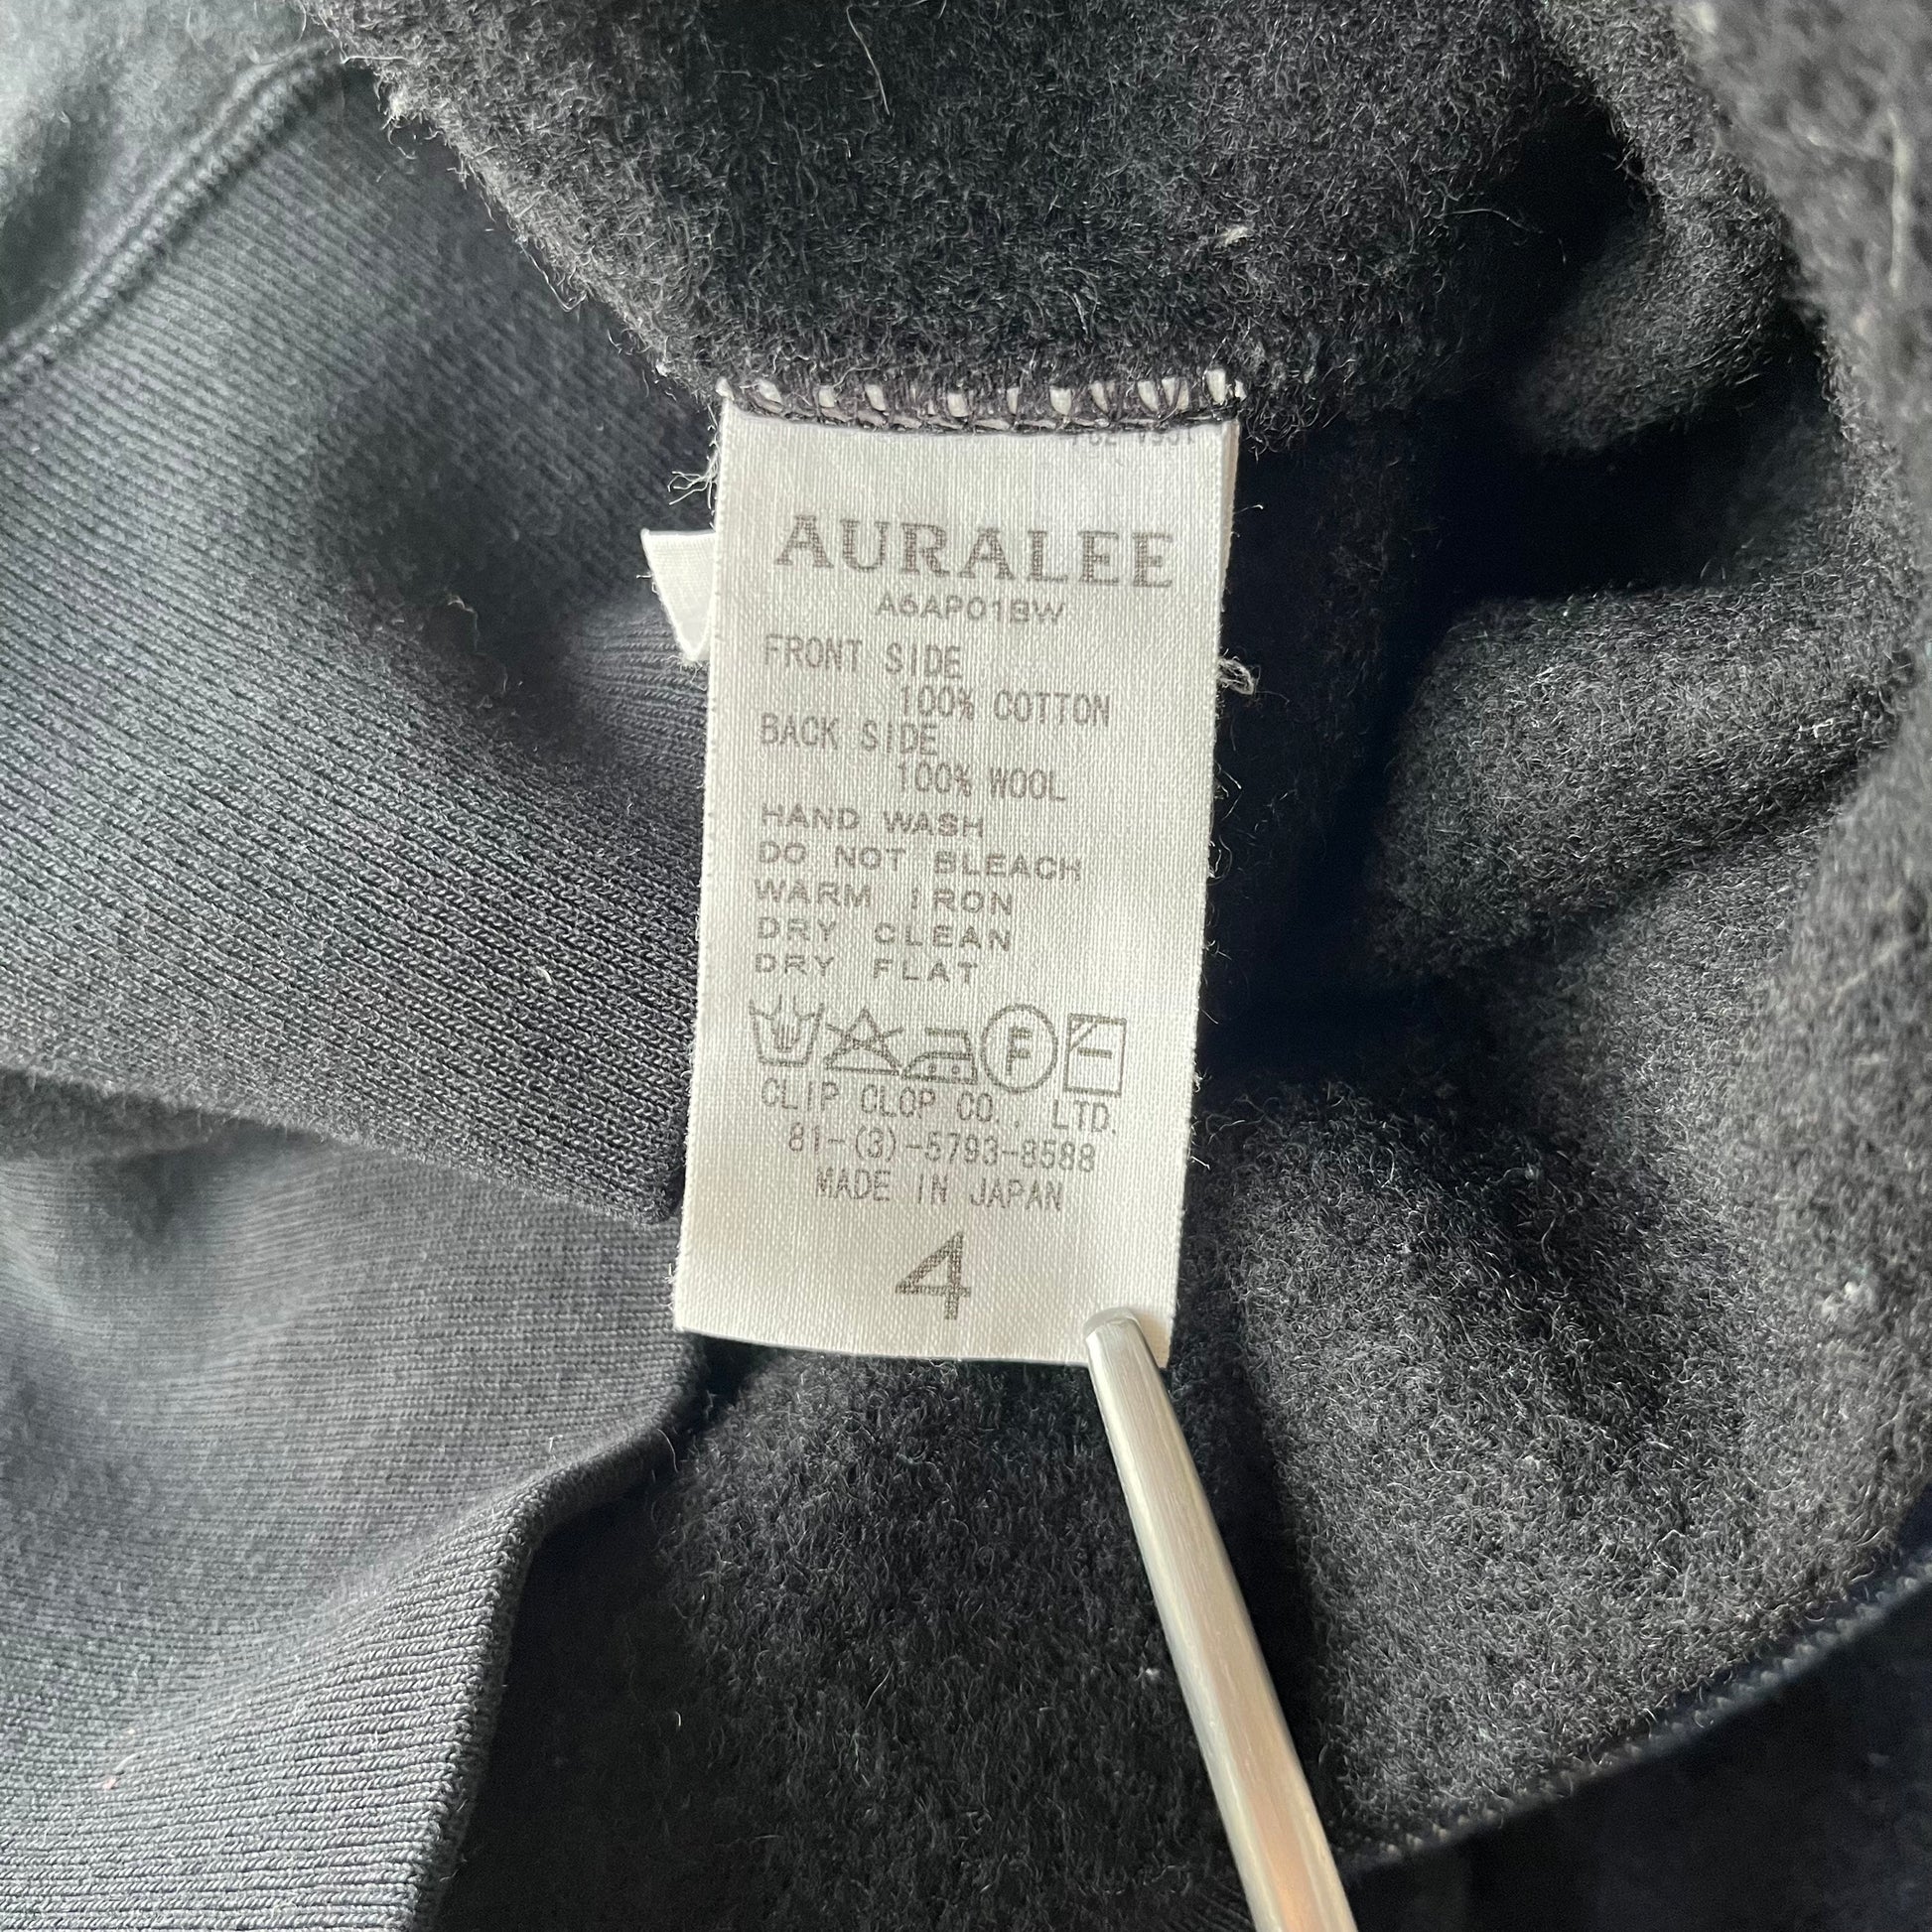 AURALEE
A6AP01BW
FRONT SIDE
100% COTTON
BACK SIDE
100% WOOL
HAND WASH
DO NOT BLEACH
WARM IRON
DRY CLEAN
DRY FLAT
F
CLIP CLOP CO., LTD.
81-(3)-5793-8588
MADE IN JAPAN
4